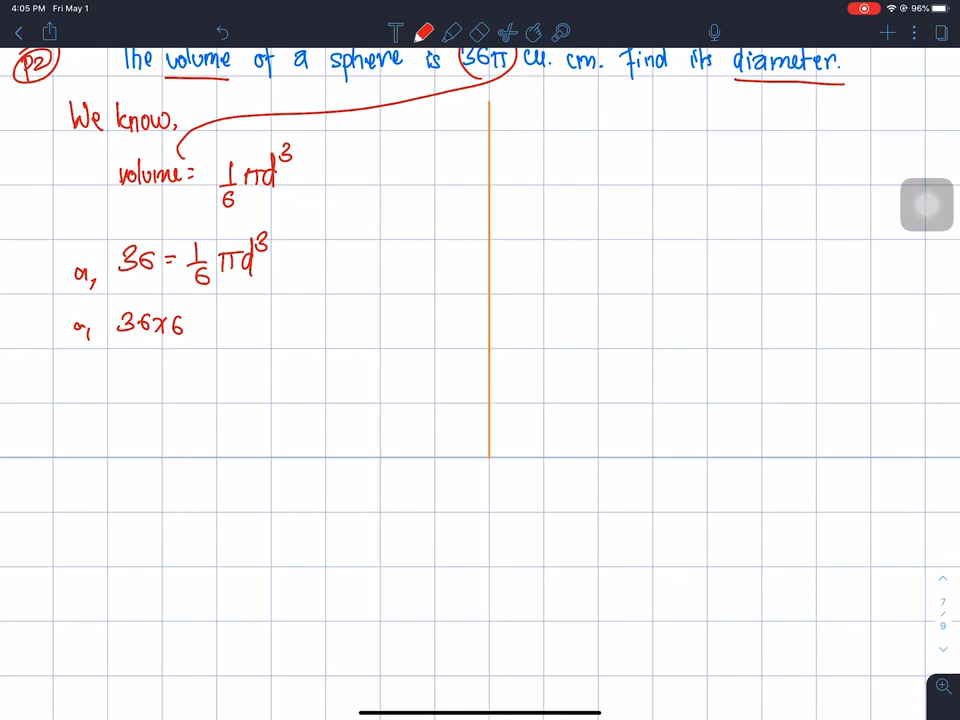 4:05 PM Fri May 1
96%
P2 The volume of a sphere is 36π cu. cm. Find its diameter.
We know,
volume = 1/6 πd³
or, 36 = 1/6 πd³
or, 36×6
7
/
9